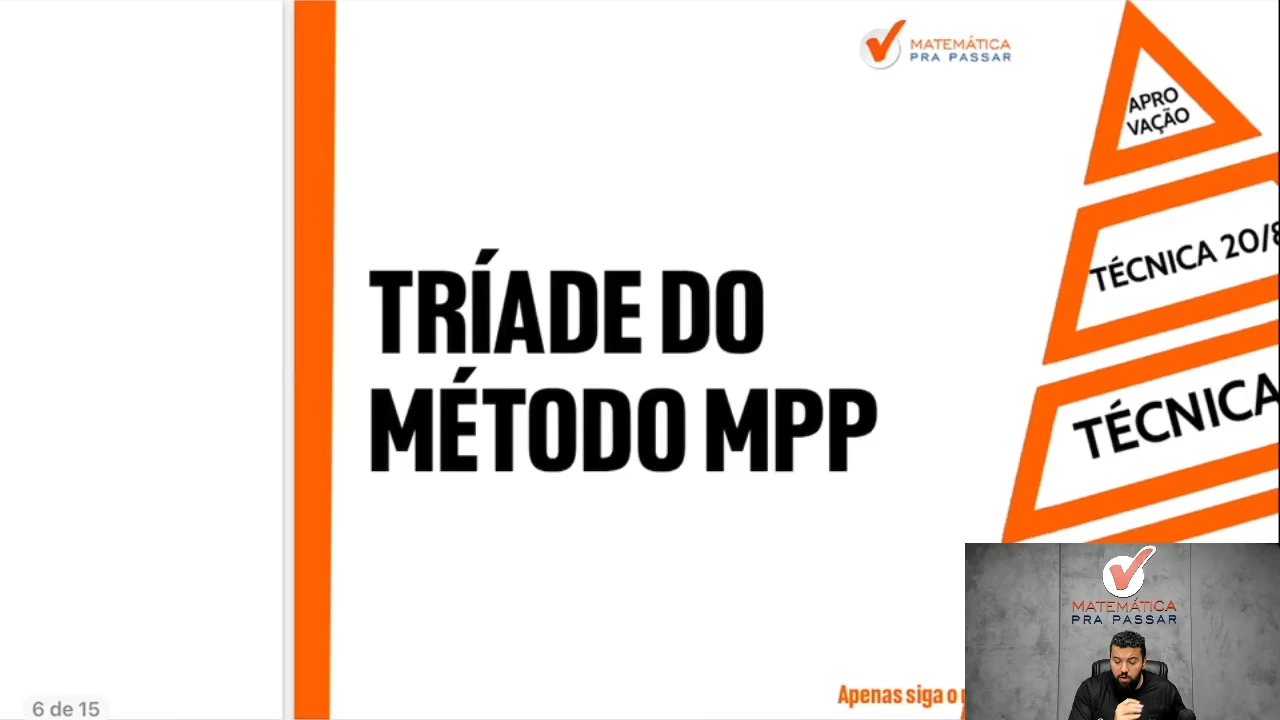 MATEMÁTICA
PRA PASSAR
APRO
VAÇÃO
TÉCNICA 20/8
TÉCNICA
TRÍADE DO
MÉTODO MPP
Apenas siga o
MATEMÁTICA
PRA PASSAR
6 de 15